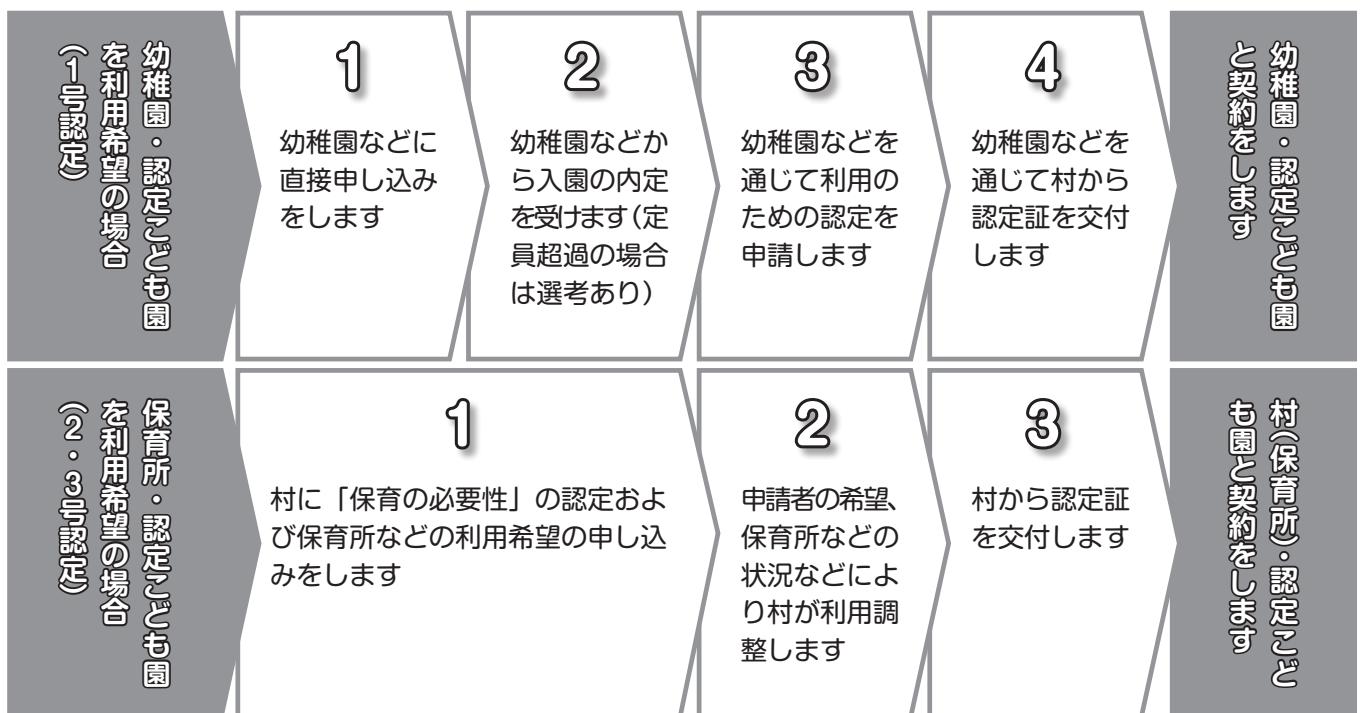 幼稚園・認定こども園
を利用希望の場合
（1号認定）
1
幼稚園などに
直接申し込み
をします
2
幼稚園などか
ら入園の内定
を受けます（定
員超過の場合
は選考あり）
3
幼稚園などを
通じて利用の
ための認定を
申請します
4
幼稚園などを
通じて村から
認定証を交付
します
幼稚園・認定こども園
と契約をします
保育所・認定こども園
を利用希望の場合
（2・3号認定）
1
村に「保育の必要性」の認定およ
び保育所などの利用希望の申し込
みをします
2
申請者の希望、
保育所などの
状況などによ
り村が利用調
整します
3
村から認定証
を交付します
村（保育所）・認定こど
も園と契約をします